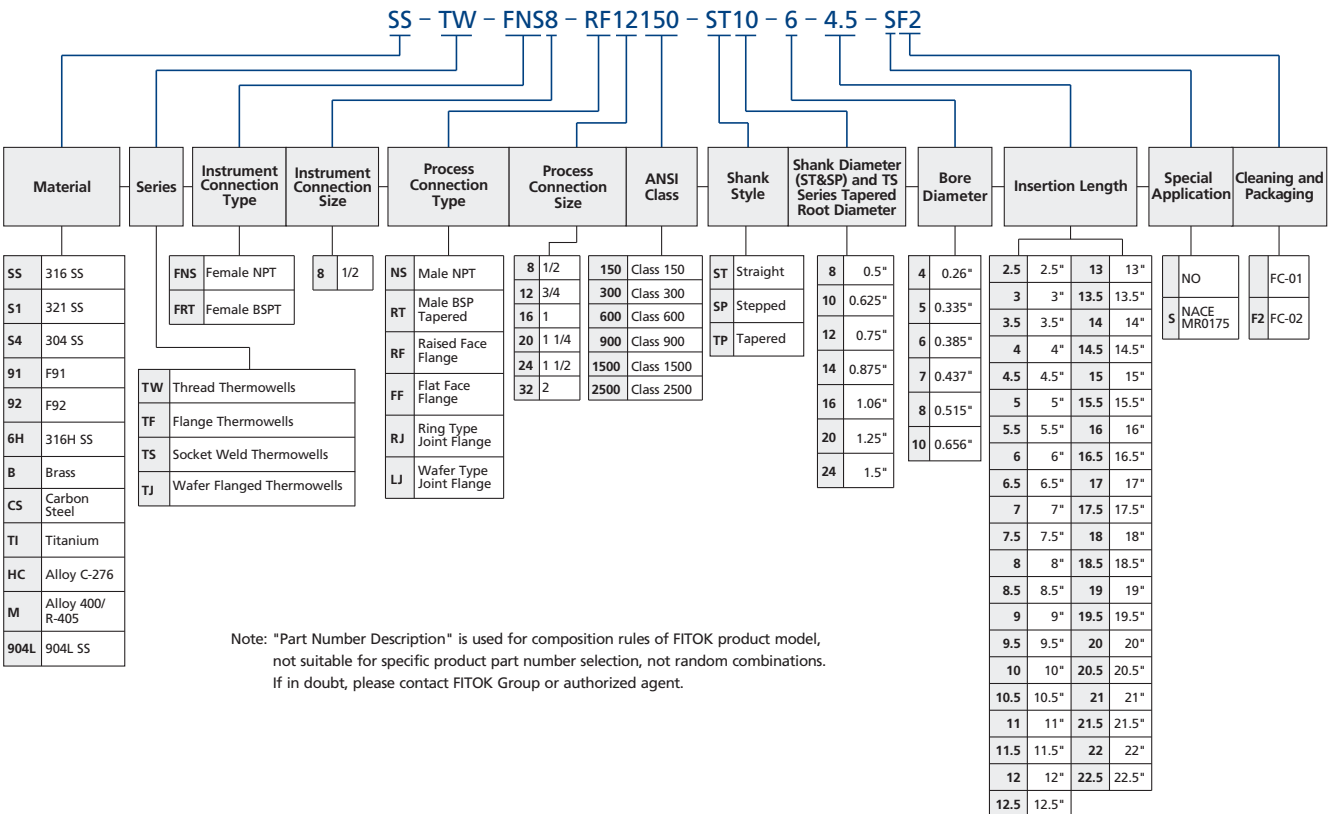 SS – TW – FNS8 – RF12150 – ST10 – 6 – 4.5 – SF2
Material
Series
Instrument
Connection
Type
Instrument
Connection
Size
Process
Connection
Type
Process
Connection
Size
ANSI
Class
Shank
Style
Shank Diameter
(ST&SP) and TS
Series Tapered
Root Diameter
Bore
Diameter
Insertion Length
Special
Application
Cleaning and
Packaging
SS 316 SS
S1 321 SS
S4 304 SS
91 F91
92 F92
6H 316H SS
B Brass
CS Carbon
Steel
TI Titanium
HC Alloy C-276
M Alloy 400/
R-405
904L 904L SS
TW Thread Thermowells
TF Flange Thermowells
TS Socket Weld Thermowells
TJ Wafer Flanged Thermowells
FNS Female NPT
FRT Female BSPT
8 1/2
NS Male NPT
RT Male BSP
Tapered
RF Raised Face
Flange
FF Flat Face
Flange
RJ Ring Type
Joint Flange
LJ Wafer Type
Joint Flange
8 1/2
12 3/4
16 1
20 1 1/4
24 1 1/2
32 2
150 Class 150
300 Class 300
600 Class 600
900 Class 900
1500 Class 1500
2500 Class 2500
ST Straight
SP Stepped
TP Tapered
8 0.5"
10 0.625"
12 0.75"
14 0.875"
16 1.06"
20 1.25"
24 1.5"
4 0.26"
5 0.335"
6 0.385"
7 0.437"
8 0.515"
10 0.656"
2.5 2.5" 13 13"
3 3" 13.5 13.5"
3.5 3.5" 14 14"
4 4" 14.5 14.5"
4.5 4.5" 15 15"
5 5" 15.5 15.5"
5.5 5.5" 16 16"
6 6" 16.5 16.5"
6.5 6.5" 17 17"
7 7" 17.5 17.5"
7.5 7.5" 18 18"
8 8" 18.5 18.5"
8.5 8.5" 19 19"
9 9" 19.5 19.5"
9.5 9.5" 20 20"
10 10" 20.5 20.5"
10.5 10.5" 21 21"
11 11" 21.5 21.5"
11.5 11.5" 22 22"
12 12" 22.5 22.5"
12.5 12.5"
NO
S NACE
MR0175
FC-01
F2 FC-02
Note: "Part Number Description" is used for composition rules of FITOK product model,
not suitable for specific product part number selection, not random combinations.
If in doubt, please contact FITOK Group or authorized agent.